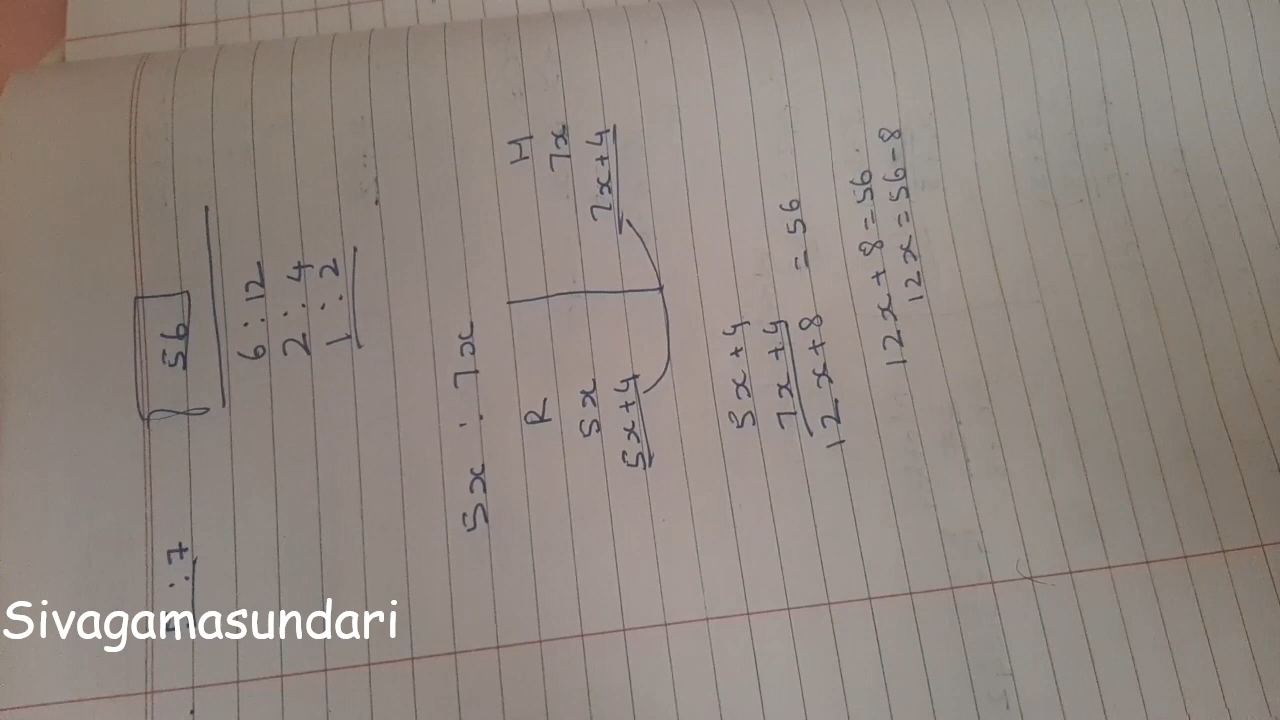 5 : 7
56
6 : 12
2 : 4
1 : 2
5x : 7x
R H
5x 7x
5x+4 7x+4
5x+4
7x+4
12x+8 = 56
12x+8=56
12x=56-8
Sivagamasundari